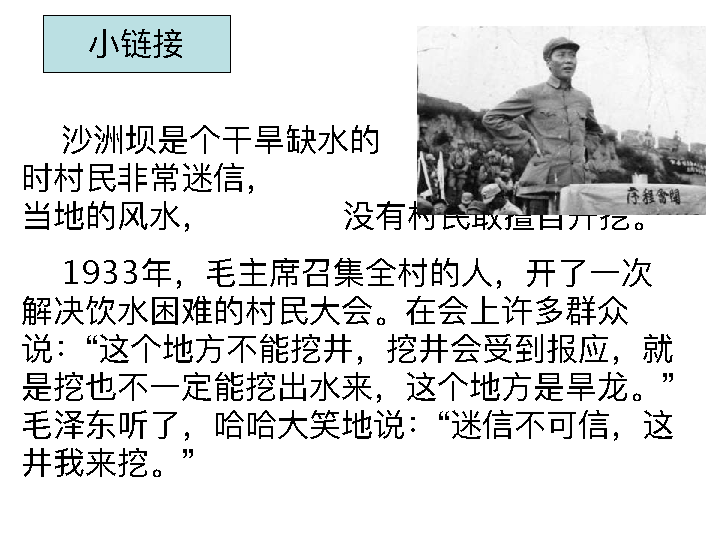 小链接
沙洲坝是个干旱缺水的
时村民非常迷信，
当地的风水，　　　　没有村民敢擅自开挖。
1933年，毛主席召集全村的人，开了一次
解决饮水困难的村民大会。在会上许多群众
说：“这个地方不能挖井，挖井会受到报应，就
是挖也不一定能挖出水来，这个地方是旱龙。”
毛泽东听了，哈哈大笑地说：“迷信不可信，这
井我来挖。”